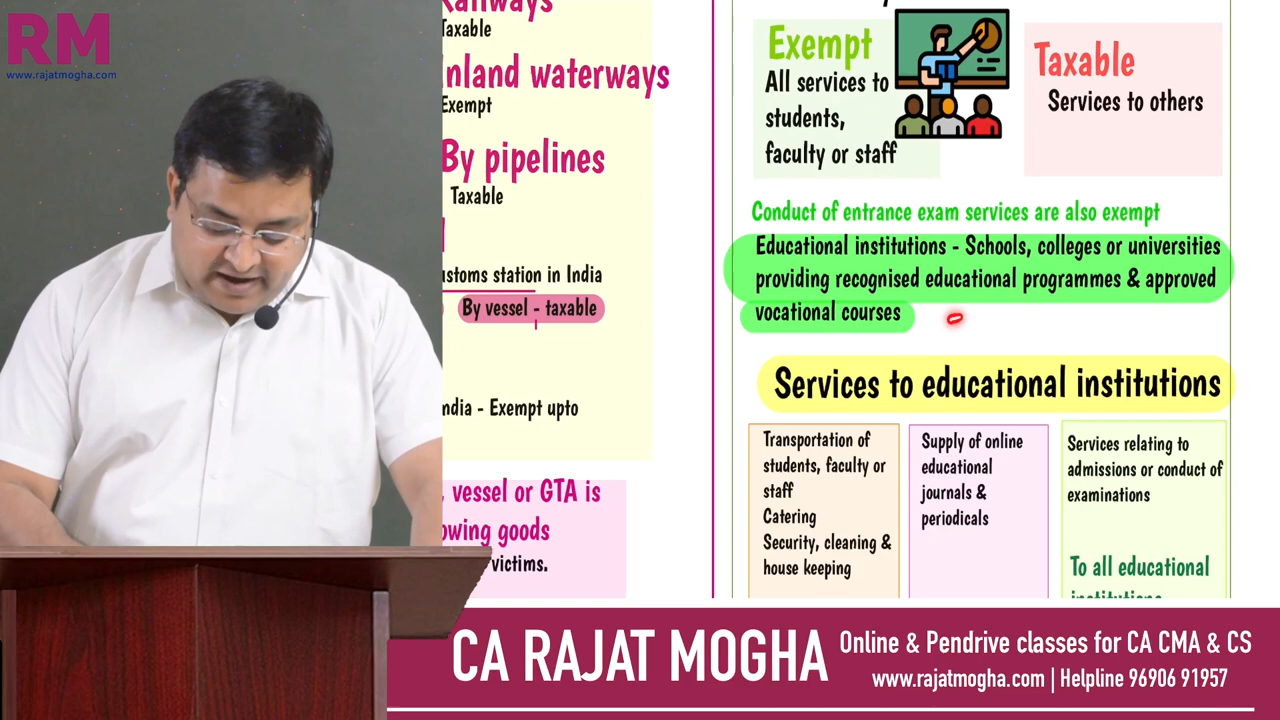 RM
www.rajatmogha.com
Railways
Taxable
Inland waterways
Exempt
By pipelines
Taxable
ustoms station in India
By vessel - taxable
ndia - Exempt upto
vessel or GTA is
owing goods
victims.
Exempt
All services to
students,
faculty or staff
Taxable
Services to others
Conduct of entrance exam services are also exempt
Educational institutions - Schools, colleges or universities
providing recognised educational programmes & approved
vocational courses
Services to educational institutions
Transportation of
students, faculty or
staff
Catering
Security, cleaning &
house keeping
Supply of online
educational
journals &
periodicals
Services relating to
admissions or conduct of
examinations
To all educational
institutions
CA RAJAT MOGHA
Online & Pendrive classes for CA CMA & CS
www.rajatmogha.com | Helpline 96906 91957